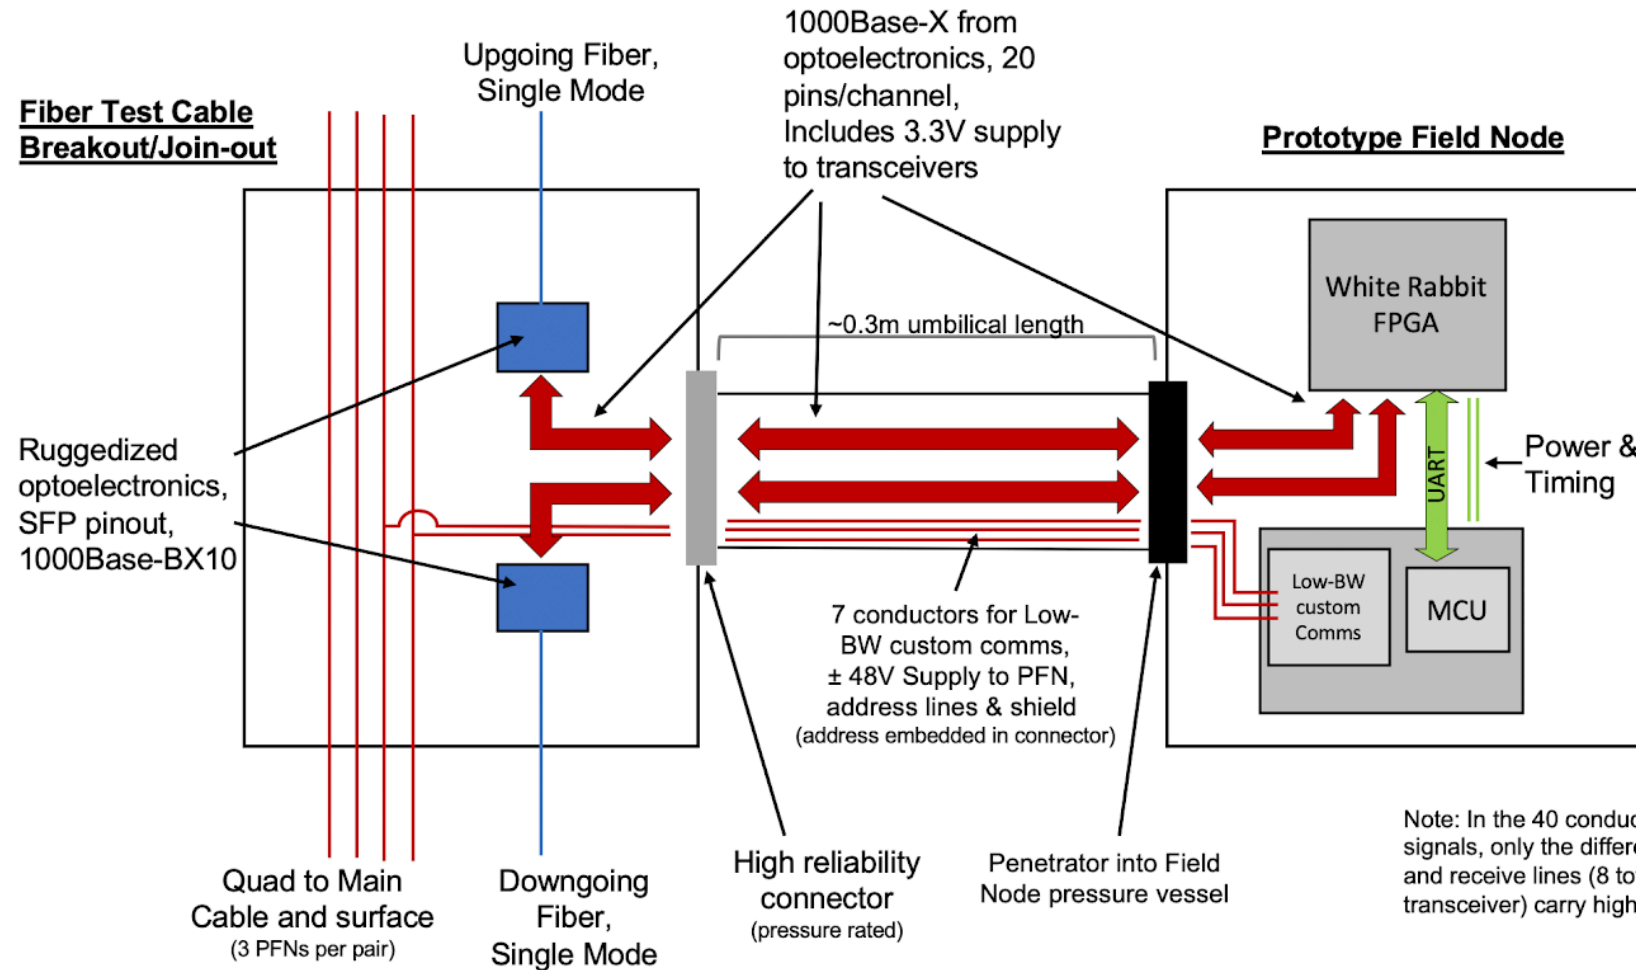 Fiber Test Cable
Breakout/Join-out
Upgoing Fiber,
Single Mode
1000Base-X from
optoelectronics, 20
pins/channel,
Includes 3.3V supply
to transceivers
Prototype Field Node
White Rabbit
FPGA
~0.3m umbilical length
Ruggedized
optoelectronics,
SFP pinout,
1000Base-BX10
UART
Power &
Timing
Low-BW
custom
Comms
MCU
7 conductors for Low-
BW custom comms,
± 48V Supply to PFN,
address lines & shield
(address embedded in connector)
Quad to Main
Cable and surface
(3 PFNs per pair)
Downgoing
Fiber,
Single Mode
High reliability
connector
(pressure rated)
Penetrator into Field
Node pressure vessel
Note: In the 40
signals, only the
and receive lines (8
transceiver) carry